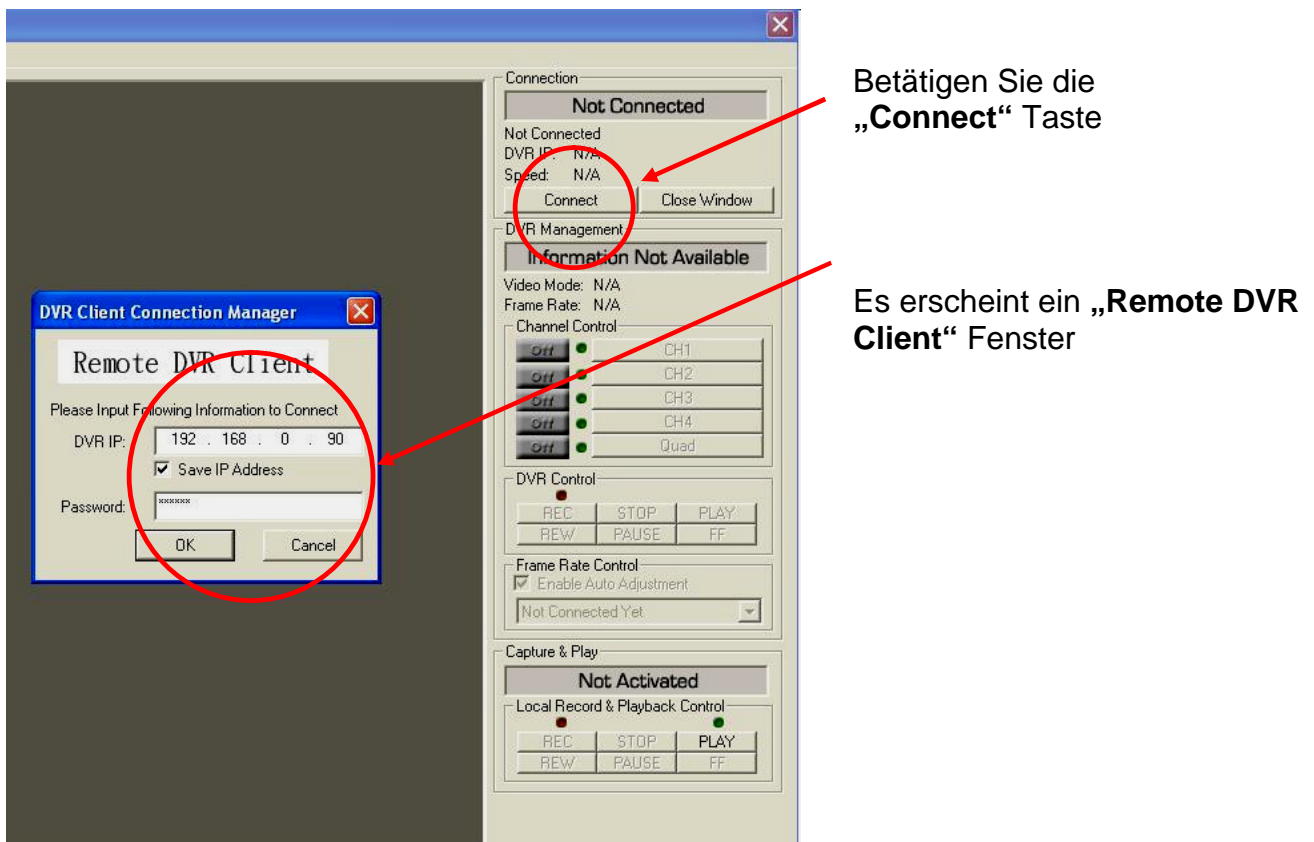 Connection
Not Connected
Not Connected
DVR IP: N/A
Speed: N/A
Connect Close Window
DVR Management
Information Not Available
Video Mode: N/A
Frame Rate: N/A
Channel Control
Off CH1
Off CH2
Off CH3
Off CH4
Off Quad
DVR Control
REC STOP PLAY
REW PAUSE FF
Frame Rate Control
Enable Auto Adjustment
Not Connected Yet
Capture & Play
Not Activated
Local Record & Playback Control
REC STOP PLAY
REW PAUSE FF
DVR Client Connection Manager
Remote DVR Client
Please Input Following Information to Connect
DVR IP: 192 . 168 . 0 . 90
Save IP Address
Password: ******
OK Cancel
Betätigen Sie die
„Connect“ Taste
Es erscheint ein „Remote DVR
Client“ Fenster